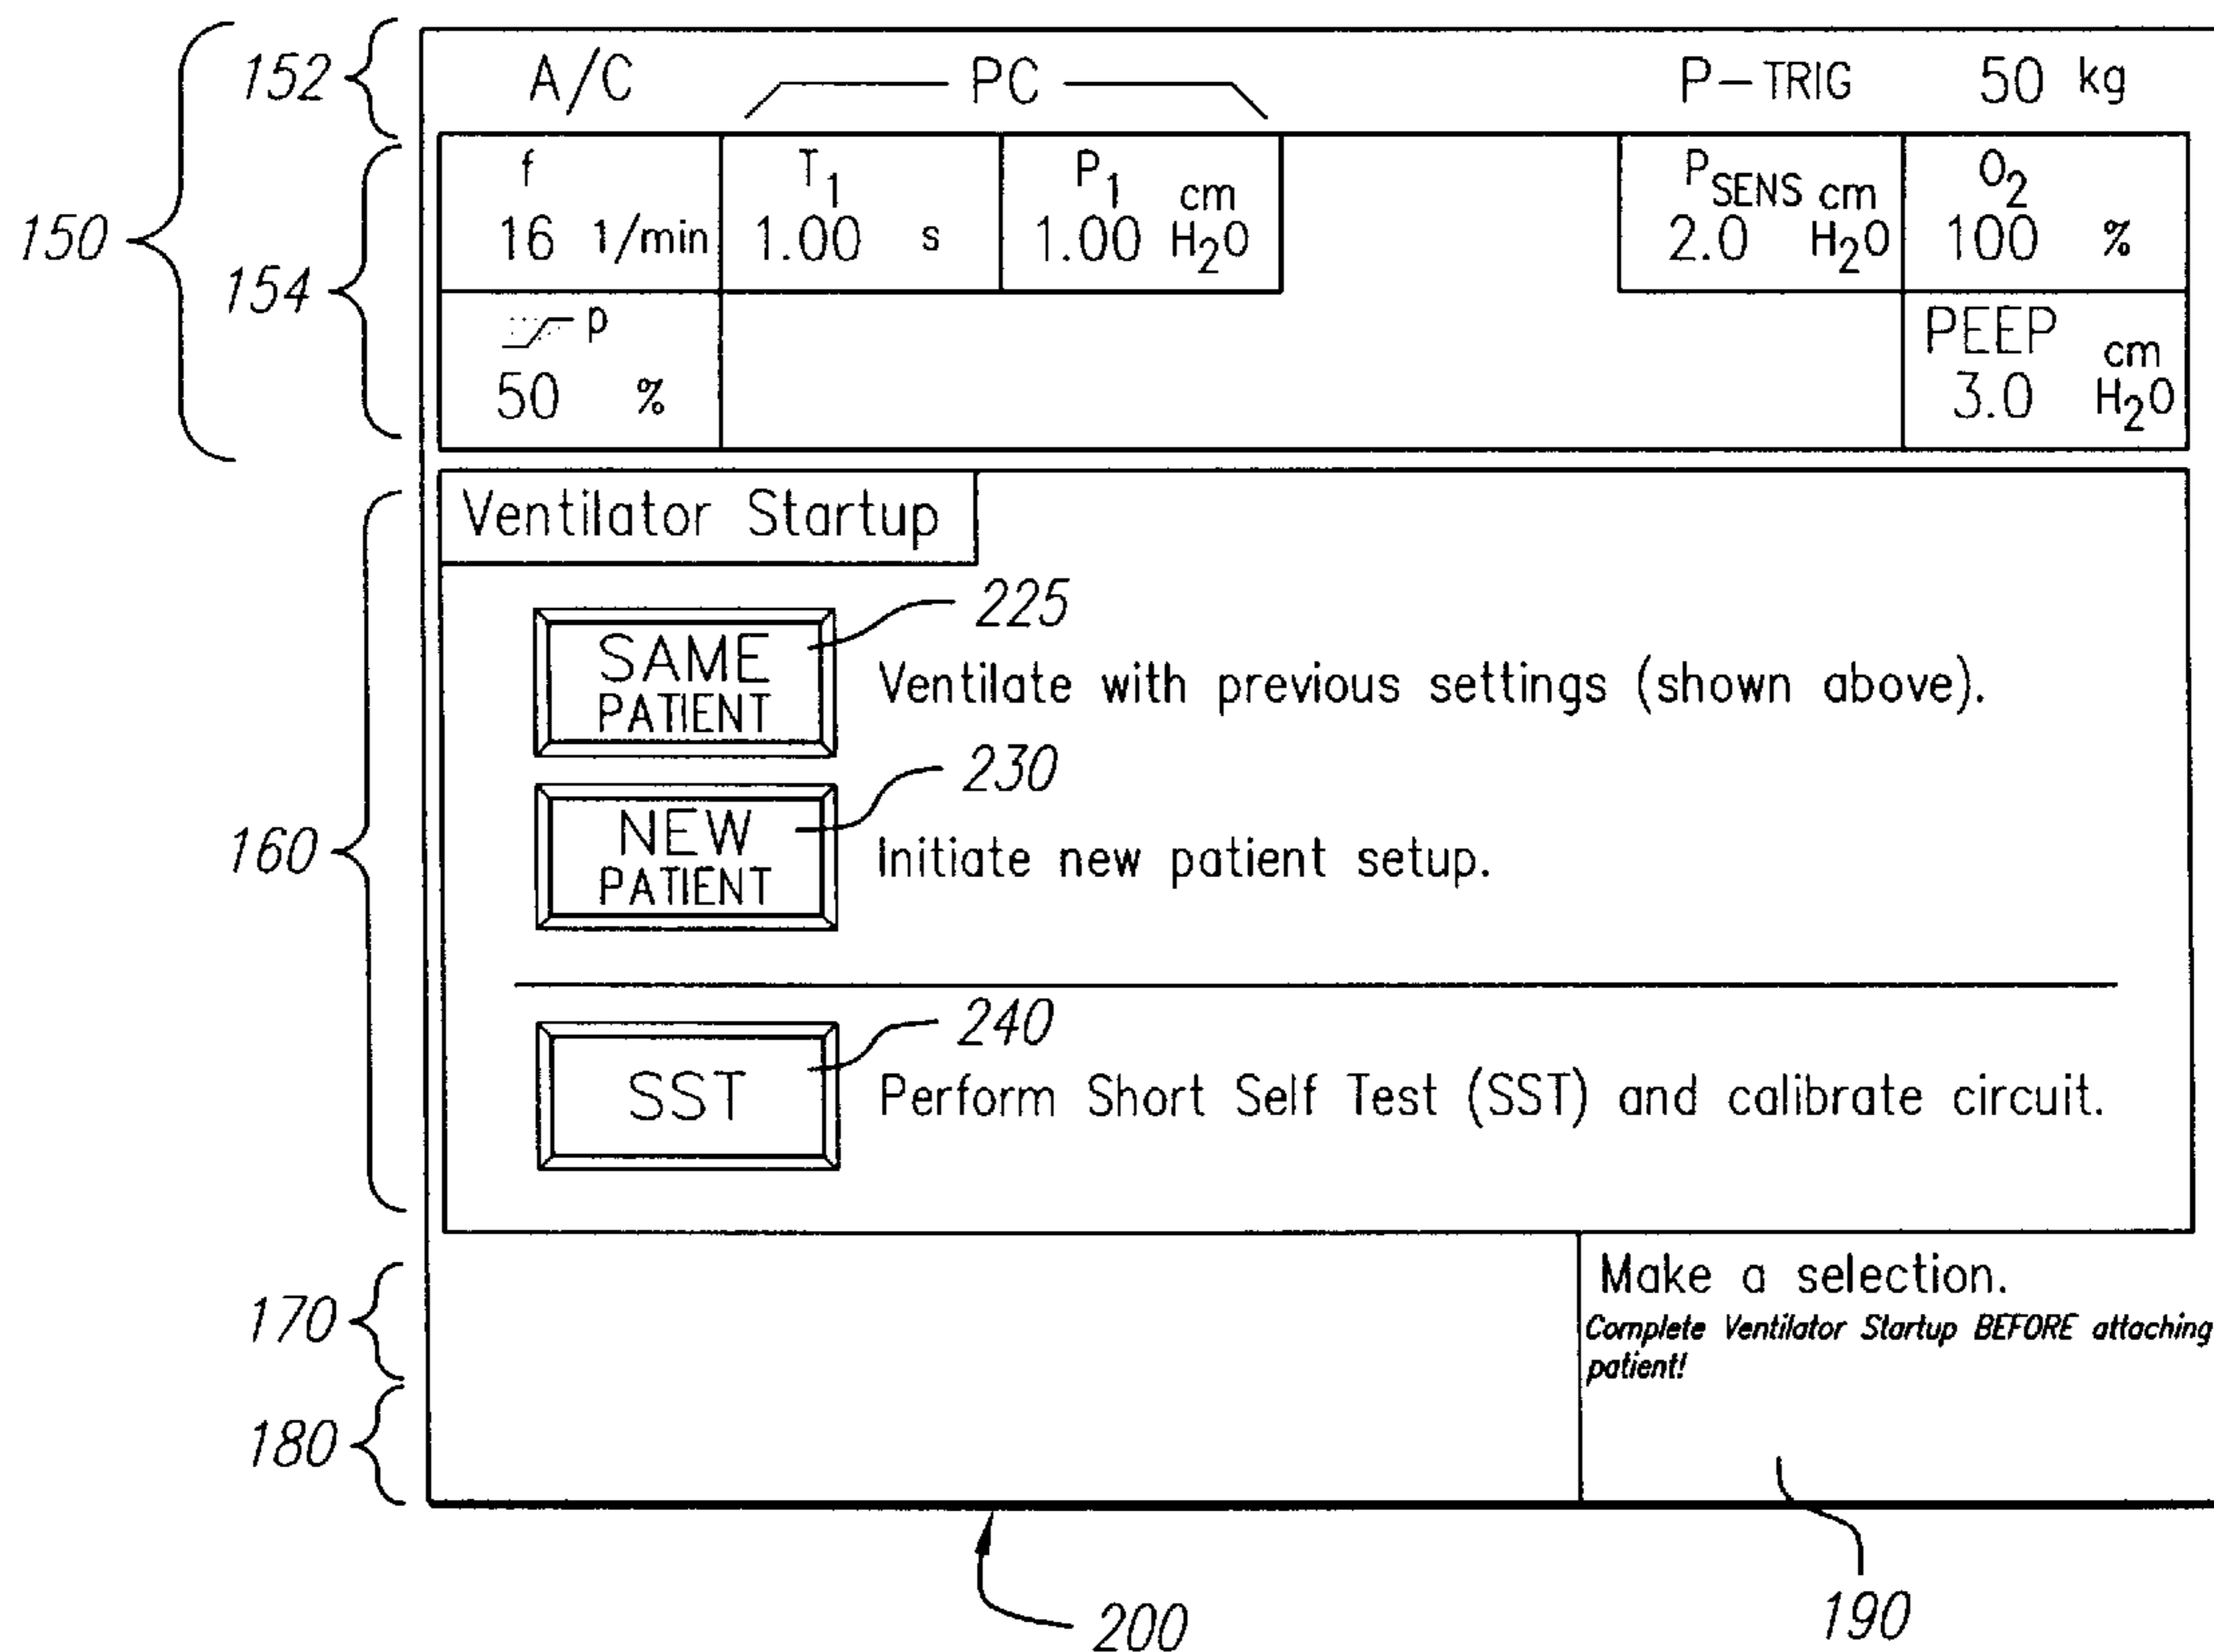 152 A/C PC P-TRIG 50 kg
f T1 P1 cm PSENS cm O2
150 16 1/min 1.00 s 1.00 H2O 2.0 H2O 100 %
154
p PEEP cm
50 % 3.0 H2O
Ventilator Startup
225
SAME
PATIENT
Ventilate with previous settings (shown above).
230
NEW
PATIENT
160 Initiate new patient setup.
240
SST Perform Short Self Test (SST) and calibrate circuit.
Make a selection.
170 Complete Ventilator Startup BEFORE attaching
patient!
180
200 190